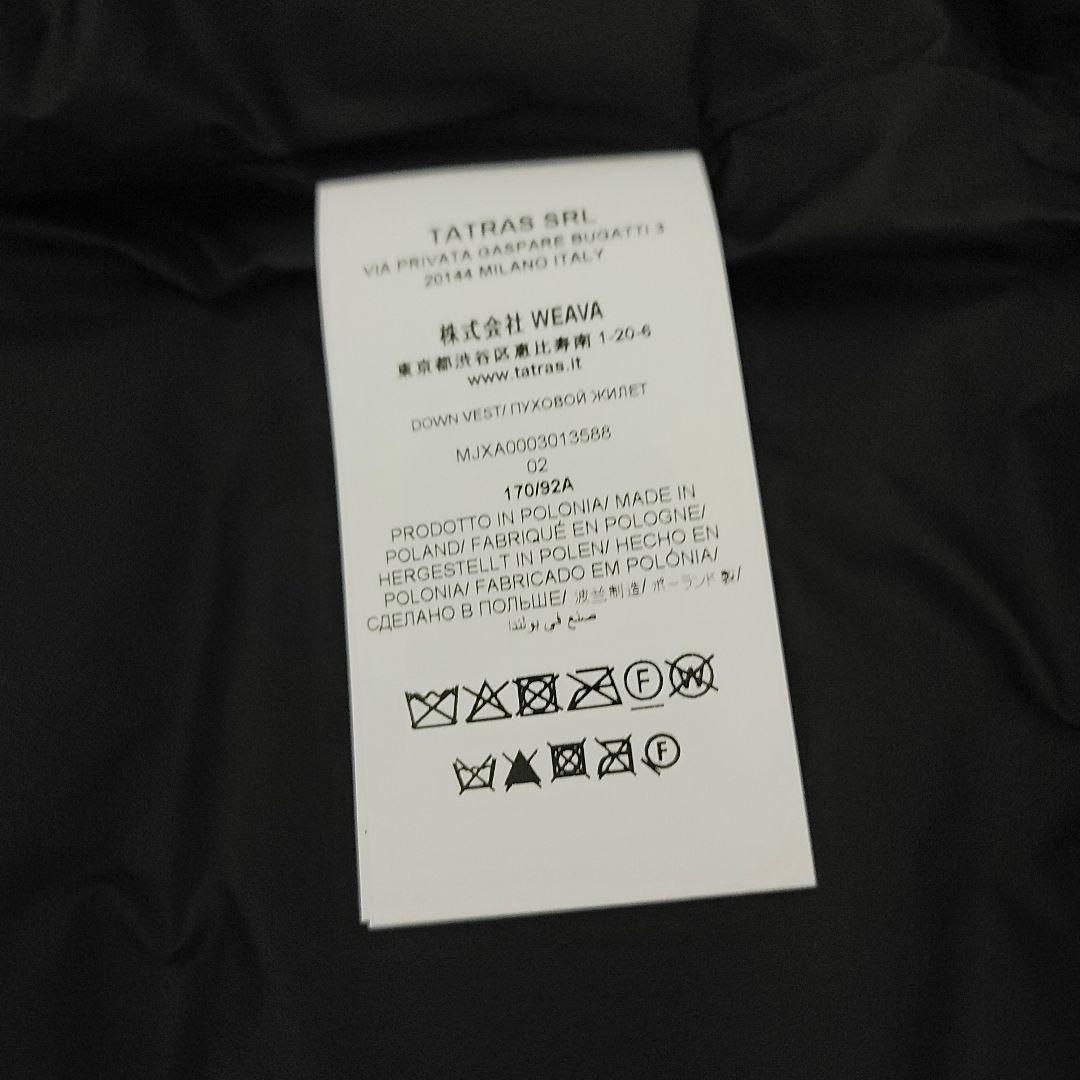 TATRAS SRL
VIA PRIVATA GASPARE BUGATTI 3
20144 MILANO ITALY
株式会社 WEAVA
東京都渋谷区恵比寿南 1-20-6
www.tatras.it
DOWN VEST/ ПУХОВОЙ ЖИЛЕТ
MJXA0003013588
02
170/92A
PRODOTTO IN POLONIA/ MADE IN
POLAND/ FABRIQUÉ EN POLOGNE/
HERGESTELLT IN POLEN/ HECHO EN
POLONIA/ FABRICADO EM POLÓNIA/
СДЕЛАНО В ПОЛЬШЕ/ 波兰制造/ ポーランド 製/
صنع في بولندا
F W
F